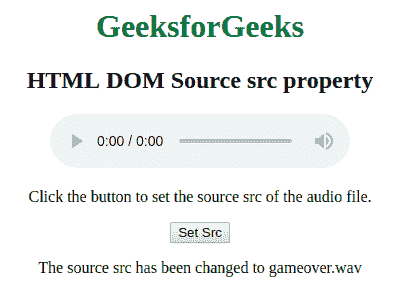 GeeksforGeeks
HTML DOM Source src property
0:00 / 0:00
Click the button to set the source src of the audio file.
Set Src
The source src has been changed to gameover.wav